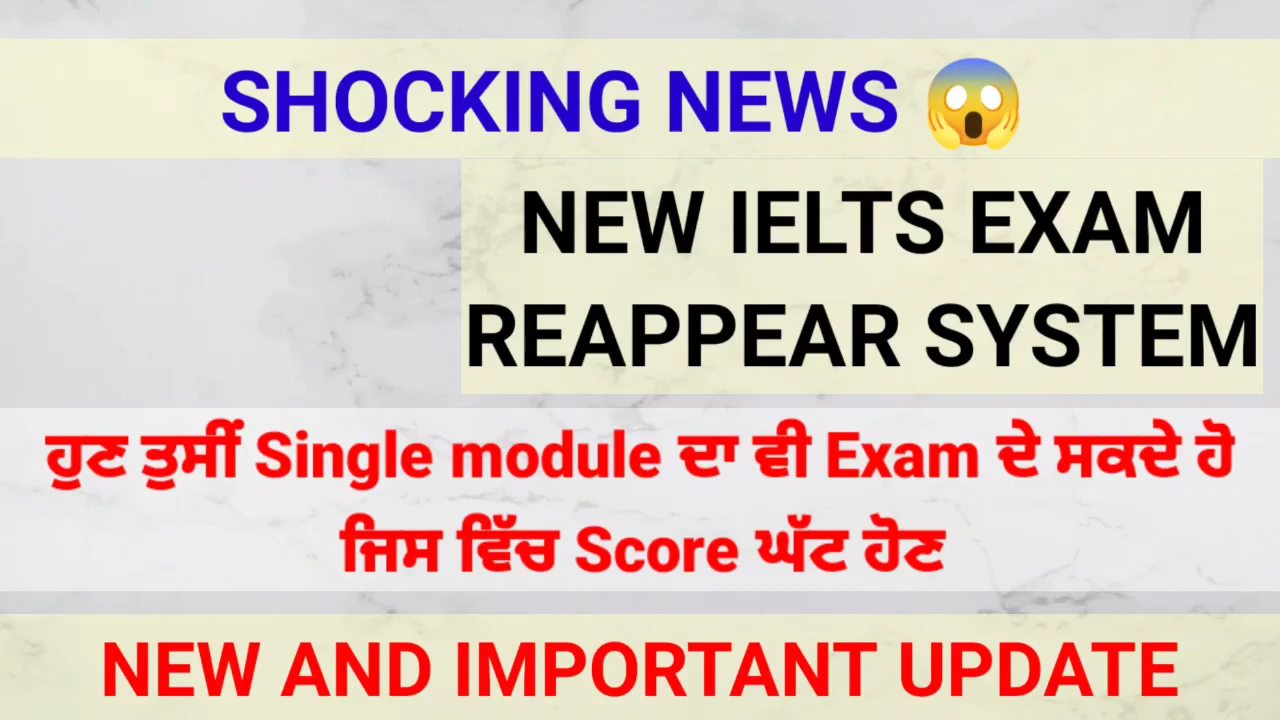 SHOCKING NEWS 😱
NEW IELTS EXAM
REAPPEAR SYSTEM
ਹੁਣ ਤੁਸੀਂ Single module ਦਾ ਵੀ Exam ਦੇ ਸਕਦੇ ਹੋ
ਜਿਸ ਵਿੱਚ Score ਘੱਟ ਹੋਣ
NEW AND IMPORTANT UPDATE